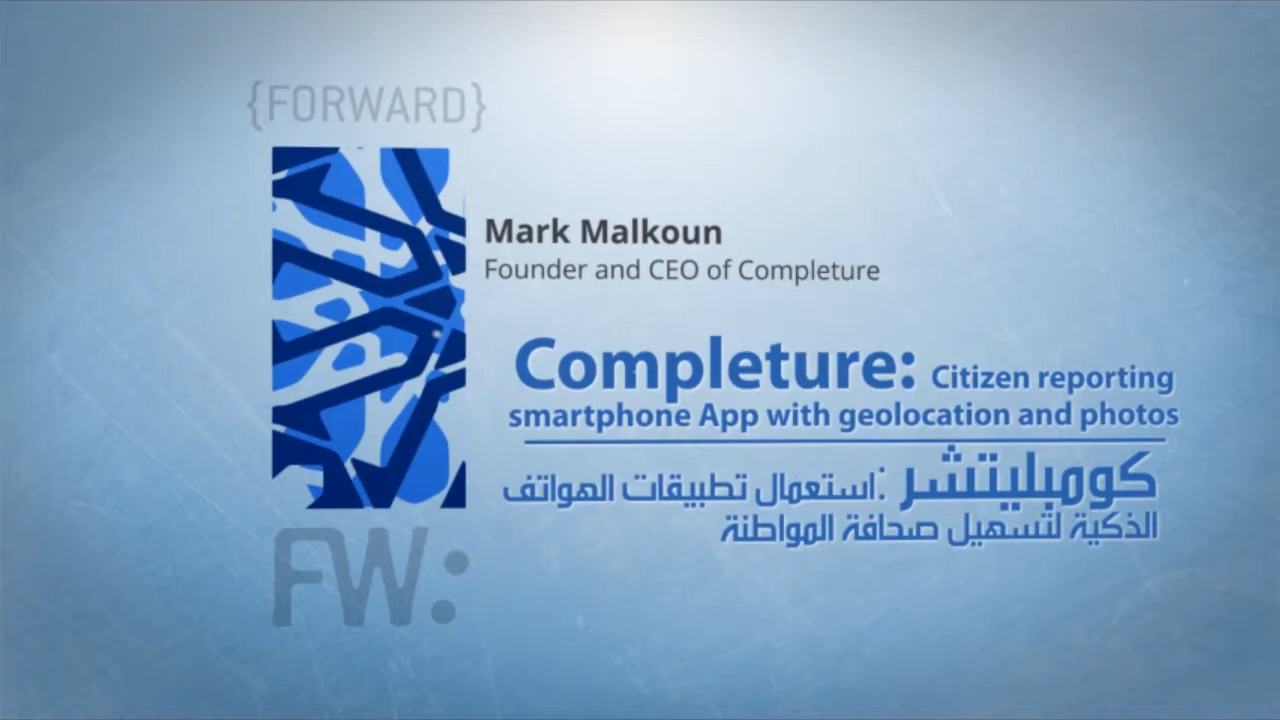 {FORWARD}
Mark Malkoun
Founder and CEO of Completure
Completure: Citizen reporting
smartphone App with geolocation and photos
كومبليتشر: استعمال تطبيقات الهواتف
الذكية لتسهيل صحافة المواطنة
FW: